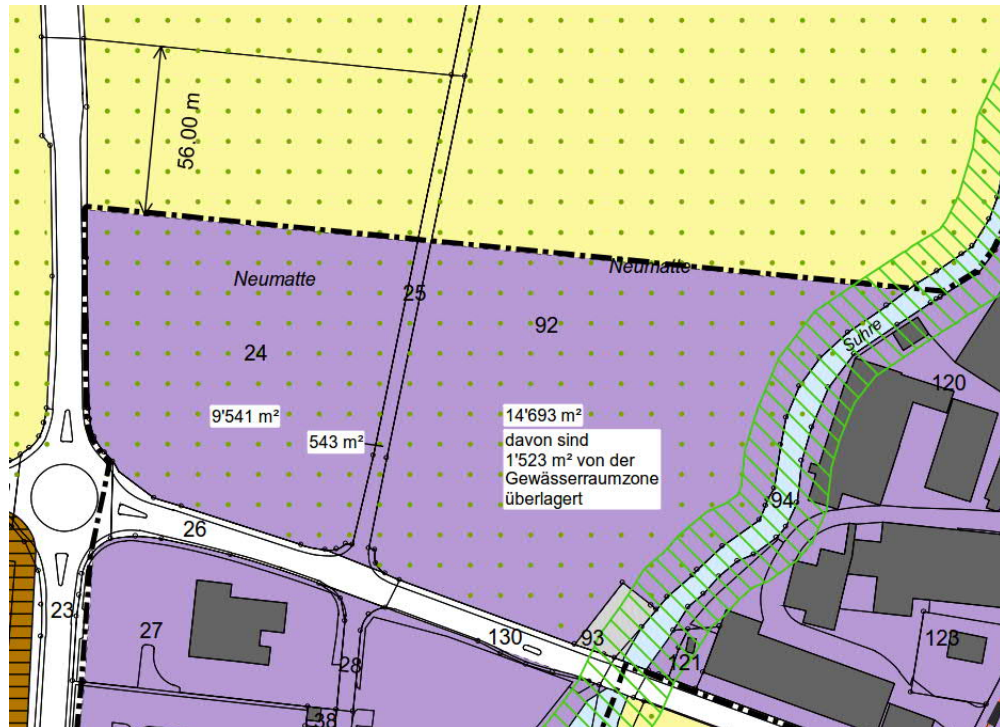 56.00 m
Neumatte
Neumatte
25
92
24
Suhre
120
9'541 m²
14'693 m²
543 m²
davon sind
1'523 m² von der
Gewässerraumzone
überlagert
94
26
23
27
130
93
28
121
123
38